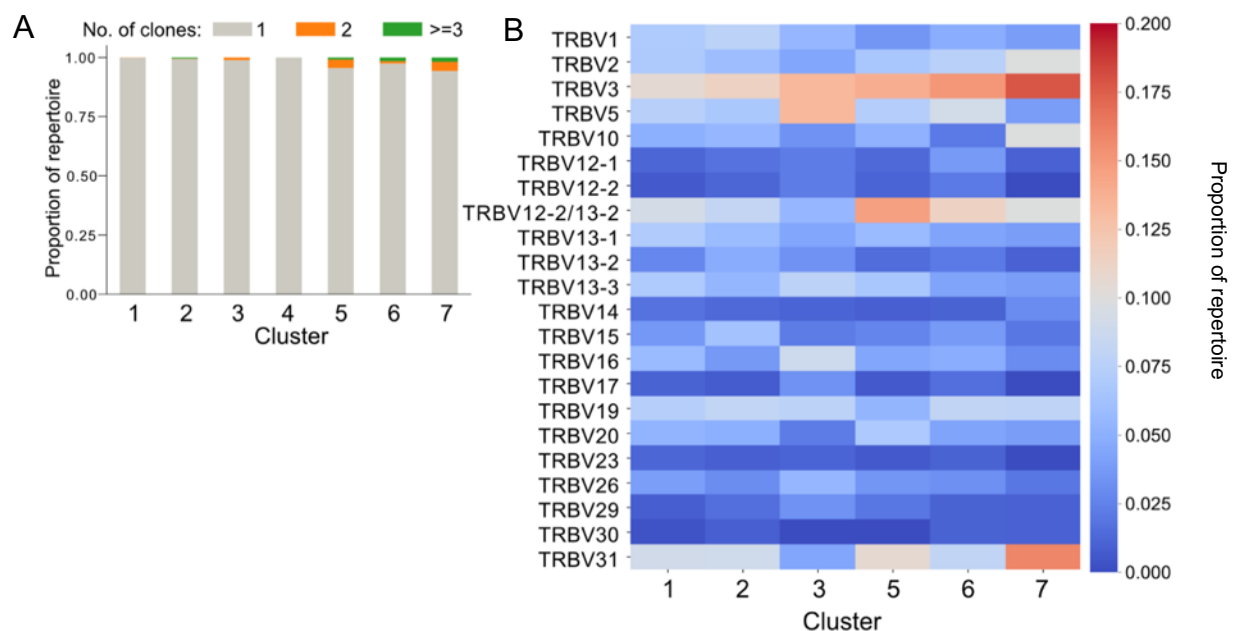 A
No. of clones: 1 2 >=3
Proportion of repertoire
1.00
0.75
0.50
0.25
0.00
1 2 3 4 5 6 7
Cluster
B
TRBV1
TRBV2
TRBV3
TRBV5
TRBV10
TRBV12-1
TRBV12-2
TRBV12-2/13-2
TRBV13-1
TRBV13-2
TRBV13-3
TRBV14
TRBV15
TRBV16
TRBV17
TRBV19
TRBV20
TRBV23
TRBV26
TRBV29
TRBV30
TRBV31
1 2 3 5 6 7
Cluster
0.200
0.175
0.150
0.125
0.100
0.075
0.050
0.025
0.000
Proportion of repertoire